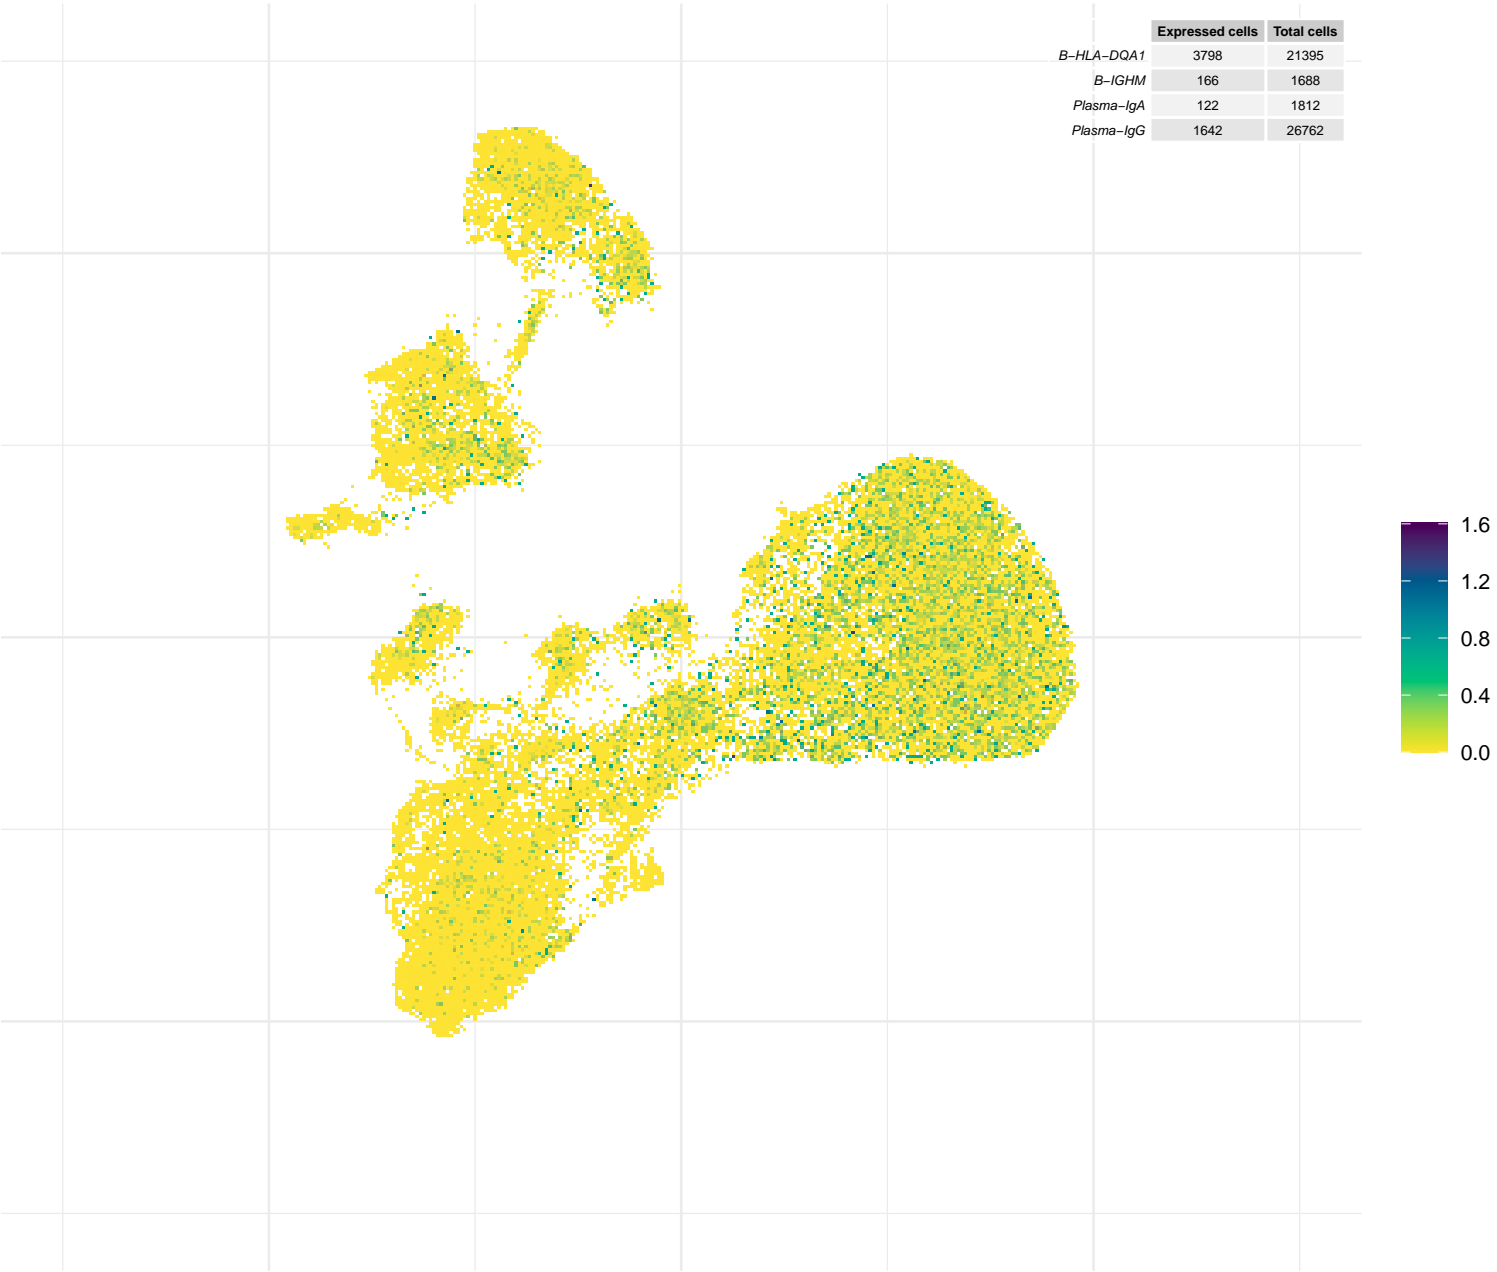 Expressed cells Total cells
B−HLA−DQA1 3798 21395
B−IGHM 166 1688
Plasma−IgA 122 1812
Plasma−IgG 1642 26762
1.6
1.2
0.8
0.4
0.0